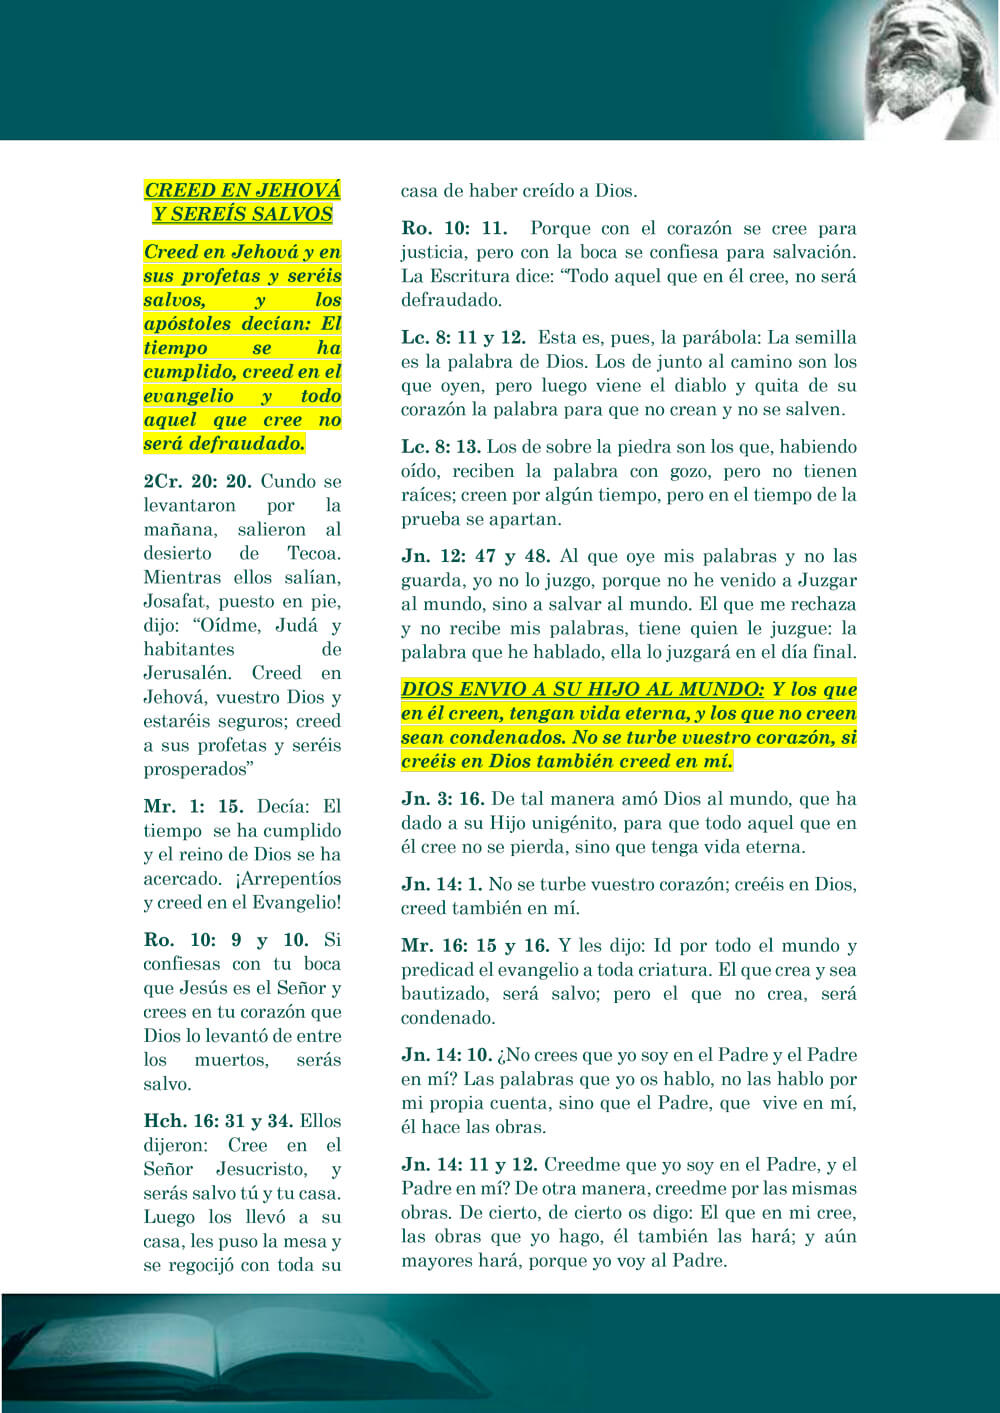 CREED EN JEHOVÁ
Y SEREÍS SALVOS
Creed en Jehová y en
sus profetas y seréis
salvos, y los
apóstoles decían: El
tiempo se ha
cumplido, creed en el
evangelio y todo
aquel que cree no
será defraudado.
2Cr. 20: 20. Cundo se
levantaron por la
mañana, salieron al
desierto de Tecoa.
Mientras ellos salían,
Josafat, puesto en pie,
dijo: “Oídme, Judá y
habitantes de
Jerusalén. Creed en
Jehová, vuestro Dios y
estaréis seguros; creed
a sus profetas y seréis
prosperados”
Mr. 1: 15. Decía: El
tiempo se ha cumplido
y el reino de Dios se ha
acercado. ¡Arrepentíos
y creed en el Evangelio!
Ro. 10: 9 y 10. Si
confiesas con tu boca
que Jesús es el Señor y
crees en tu corazón que
Dios lo levantó de entre
los muertos, serás
salvo.
Hch. 16: 31 y 34. Ellos
dijeron: Cree en el
Señor Jesucristo, y
serás salvo tú y tu casa.
Luego los llevó a su
casa, les puso la mesa y
se regocijó con toda su
casa de haber creído a Dios.
Ro. 10: 11. Porque con el corazón se cree para
justicia, pero con la boca se confiesa para salvación.
La Escritura dice: “Todo aquel que en él cree, no será
defraudado.
Lc. 8: 11 y 12. Esta es, pues, la parábola: La semilla
es la palabra de Dios. Los de junto al camino son los
que oyen, pero luego viene el diablo y quita de su
corazón la palabra para que no crean y no se salven.
Lc. 8: 13. Los de sobre la piedra son los que, habiendo
oído, reciben la palabra con gozo, pero no tienen
raíces; creen por algún tiempo, pero en el tiempo de la
prueba se apartan.
Jn. 12: 47 y 48. Al que oye mis palabras y no las
guarda, yo no lo juzgo, porque no he venido a Juzgar
al mundo, sino a salvar al mundo. El que me rechaza
y no recibe mis palabras, tiene quien le juzgue: la
palabra que he hablado, ella lo juzgará en el día final.
DIOS ENVIO A SU HIJO AL MUNDO: Y los que
en él creen, tengan vida eterna, y los que no creen
sean condenados. No se turbe vuestro corazón, si
creéis en Dios también creed en mí.
Jn. 3: 16. De tal manera amó Dios al mundo, que ha
dado a su Hijo unigénito, para que todo aquel que en
él cree no se pierda, sino que tenga vida eterna.
Jn. 14: 1. No se turbe vuestro corazón; creéis en Dios,
creed también en mí.
Mr. 16: 15 y 16. Y les dijo: Id por todo el mundo y
predicad el evangelio a toda criatura. El que crea y sea
bautizado, será salvo; pero el que no crea, será
condenado.
Jn. 14: 10. ¿No crees que yo soy en el Padre y el Padre
en mí? Las palabras que yo os hablo, no las hablo por
mi propia cuenta, sino que el Padre, que vive en mí,
él hace las obras.
Jn. 14: 11 y 12. Creedme que yo soy en el Padre, y el
Padre en mí? De otra manera, creedme por las mismas
obras. De cierto, de cierto os digo: El que en mi cree,
las obras que yo hago, él también las hará; y aún
mayores hará, porque yo voy al Padre.